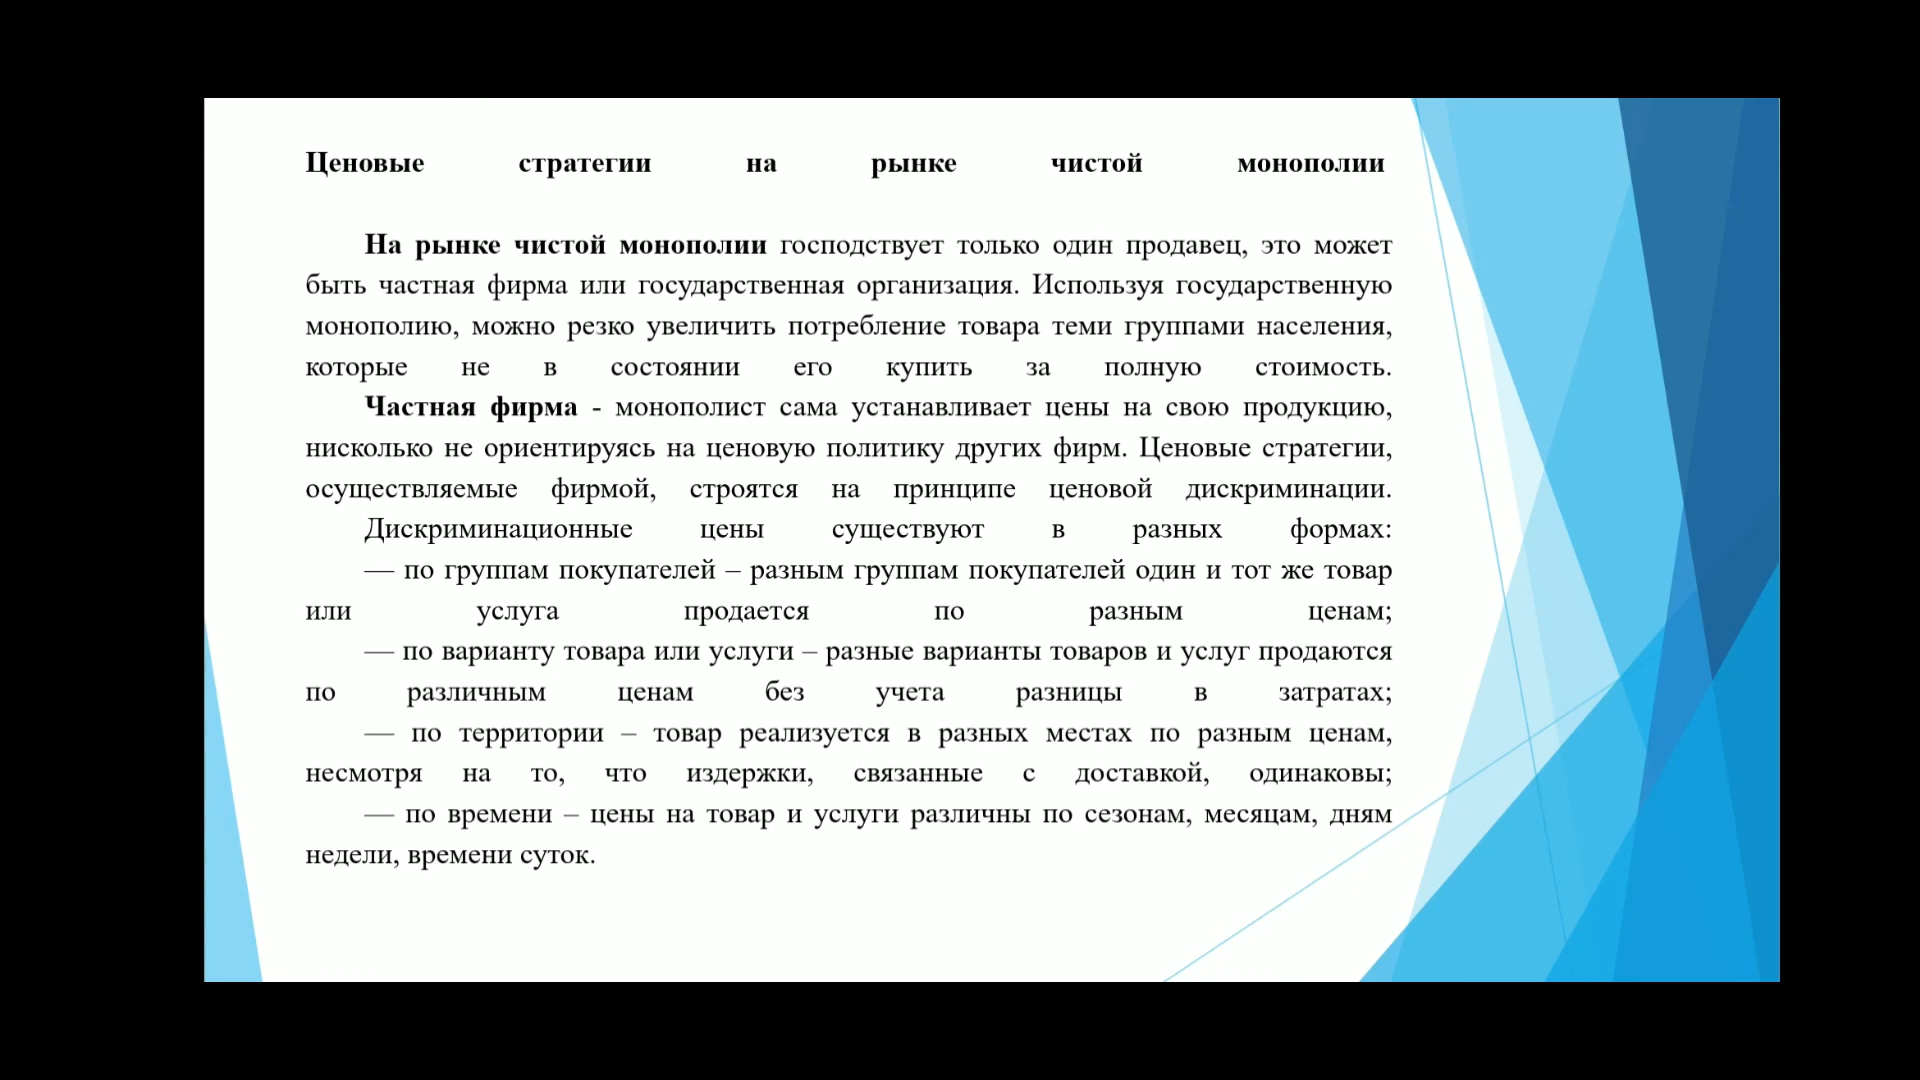 Ценовые стратегии на рынке чистой монополии
На рынке чистой монополии господствует только один продавец, это может
быть частная фирма или государственная организация. Используя государственную
монополию, можно резко увеличить потребление товара теми группами населения,
которые не в состоянии его купить за полную стоимость.
Частная фирма - монополист сама устанавливает цены на свою продукцию,
нисколько не ориентируясь на ценовую политику других фирм. Ценовые стратегии,
осуществляемые фирмой, строятся на принципе ценовой дискриминации.
Дискриминационные цены существуют в разных формах:
— по группам покупателей – разным группам покупателей один и тот же товар
или услуга продается по разным ценам;
— по варианту товара или услуги – разные варианты товаров и услуг продаются
по различным ценам без учета разницы в затратах;
— по территории – товар реализуется в разных местах по разным ценам,
несмотря на то, что издержки, связанные с доставкой, одинаковы;
— по времени – цены на товар и услуги различны по сезонам, месяцам, дням
недели, времени суток.